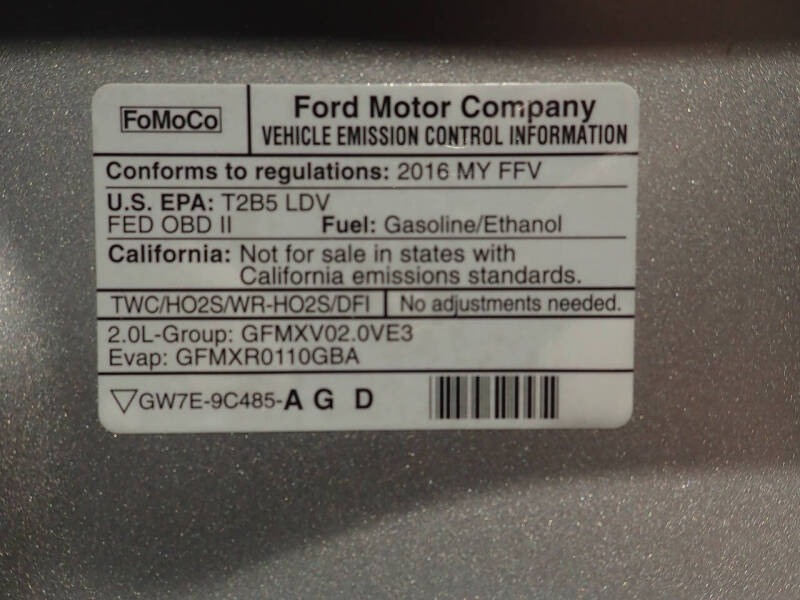 FoMoCo
Ford Motor Company
VEHICLE EMISSION CONTROL INFORMATION
Conforms to regulations: 2016 MY FFV
U.S. EPA: T2B5 LDV
FED OBD II Fuel: Gasoline/Ethanol
California: Not for sale in states with
California emissions standards.
TWC/HO2S/WR-HO2S/DFI No adjustments needed.
2.0L-Group: GFMXV02.0VE3
Evap: GFMXR0110GBA
▽GW7E-9C485-A G D